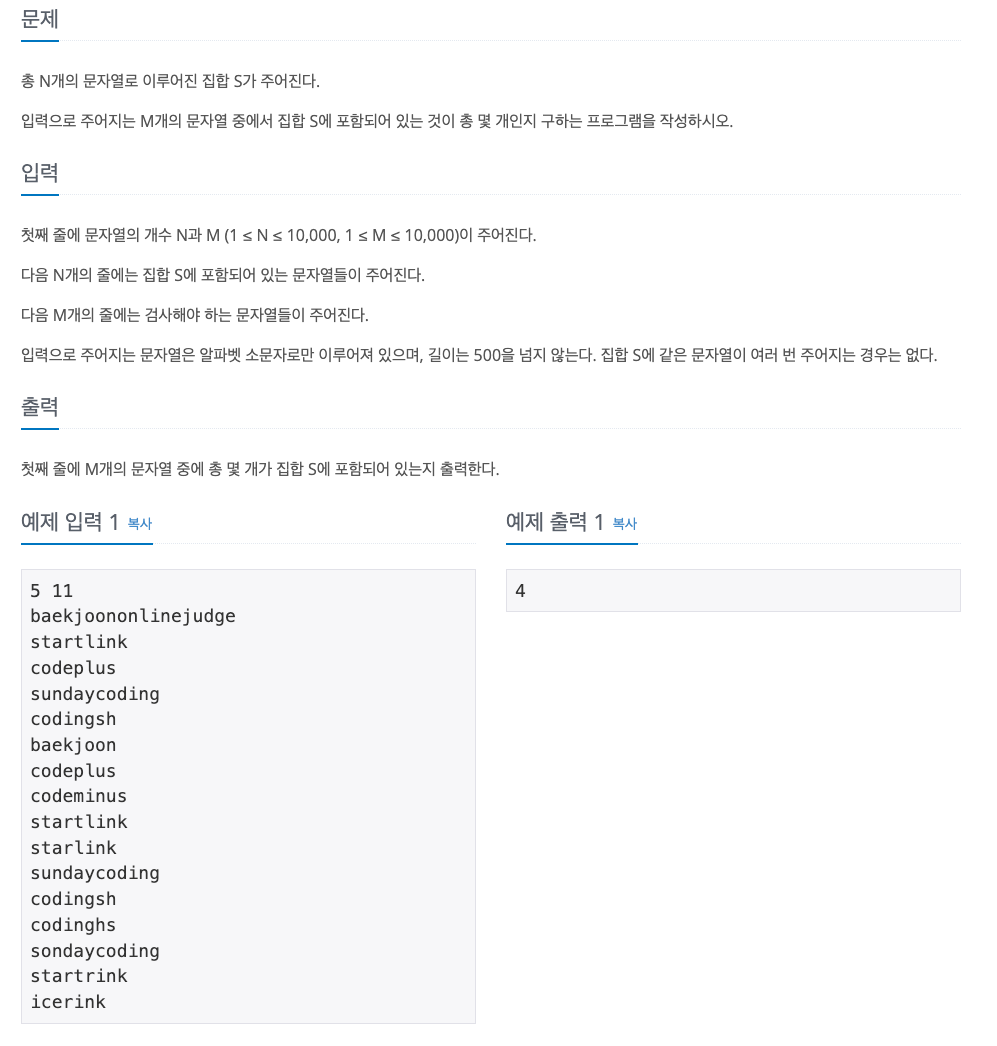 문제
총 N개의 문자열로 이루어진 집합 S가 주어진다.
입력으로 주어지는 M개의 문자열 중에서 집합 S에 포함되어 있는 것이 총 몇 개인지 구하는 프로그램을 작성하시오.
입력
첫째 줄에 문자열의 개수 N과 M (1 ≤ N ≤ 10,000, 1 ≤ M ≤ 10,000)이 주어진다.
다음 N개의 줄에는 집합 S에 포함되어 있는 문자열들이 주어진다.
다음 M개의 줄에는 검사해야 하는 문자열들이 주어진다.
입력으로 주어지는 문자열은 알파벳 소문자로만 이루어져 있으며, 길이는 500을 넘지 않는다. 집합 S에 같은 문자열이 여러 번 주어지는 경우는 없다.
출력
첫째 줄에 M개의 문자열 중에 총 몇 개가 집합 S에 포함되어 있는지 출력한다.
예제 입력 1 복사
5 11
baekjoononlinejudge
startlink
codeplus
sundaycoding
codingsh
baekjoon
codeplus
codeminus
startlink
starlink
sundaycoding
codingsh
codinghs
sondaycoding
startrink
icerink
예제 출력 1 복사
4